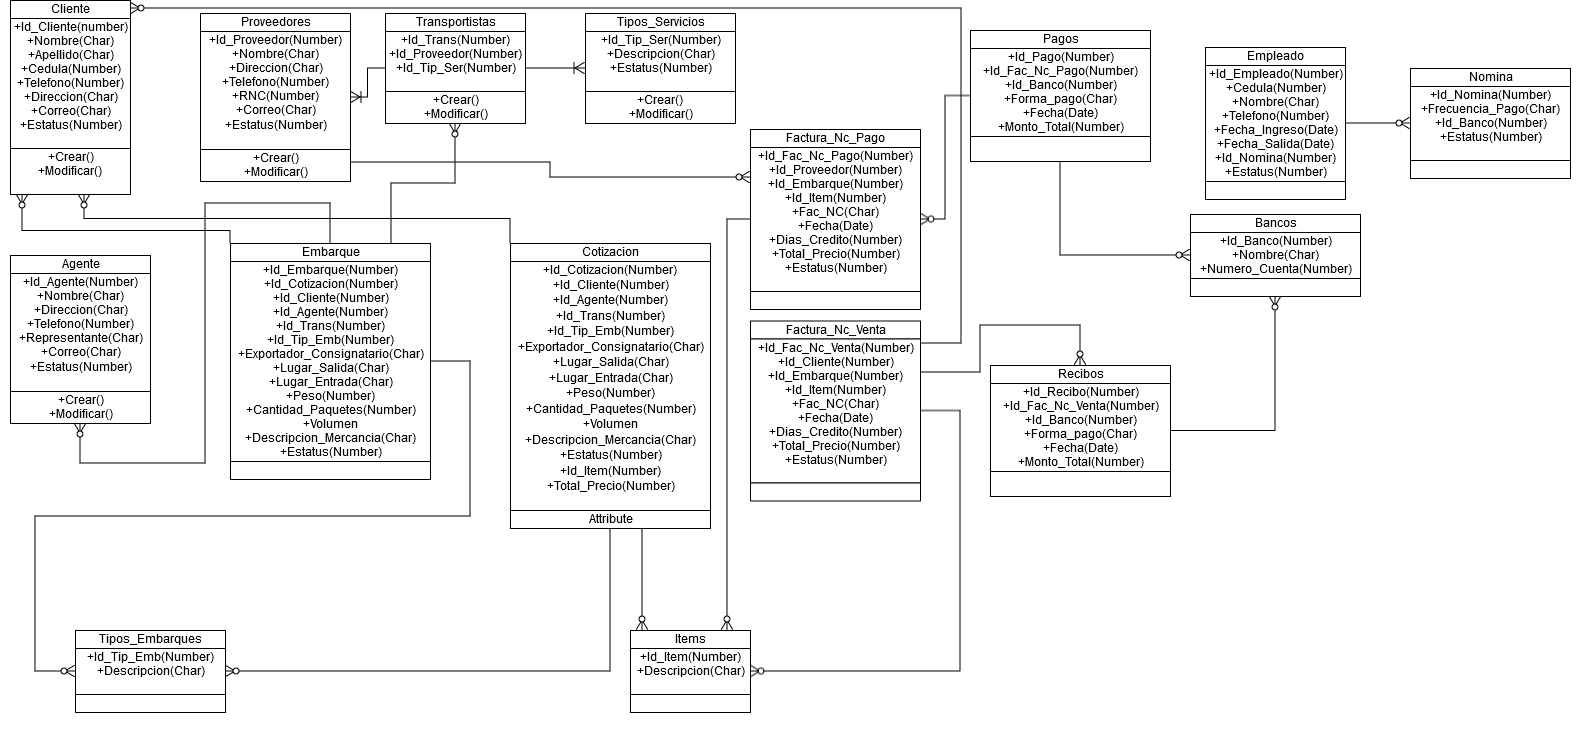 Cliente
+Id_Cliente(number)
+Nombre(Char)
+Apellido(Char)
+Cedula(Number)
+Telefono(Number)
+Direccion(Char)
+Correo(Char)
+Estatus(Number)
+Crear()
+Modificar()
Proveedores
+Id_Proveedor(Number)
+Nombre(Char)
+Direccion(Char)
+Telefono(Number)
+RNC(Number)
+Correo(Char)
+Estatus(Number)
+Crear()
+Modificar()
Transportistas
+Id_Trans(Number)
+Id_Proveedor(Number)
+Id_Tip_Ser(Number)
+Crear()
+Modificar()
Tipos_Servicios
+Id_Tip_Ser(Number)
+Descripcion(Char)
+Estatus(Number)
+Crear()
+Modificar()
Pagos
+Id_Pago(Number)
+Id_Fac_Nc_Pago(Number)
+Id_Banco(Number)
+Forma_pago(Char)
+Fecha(Date)
+Monto_Total(Number)
Empleado
+Id_Empleado(Number)
+Cedula(Number)
+Nombre(Char)
+Telefono(Number)
+Fecha_Ingreso(Date)
+Fecha_Salida(Date)
+Id_Nomina(Number)
+Estatus(Number)
Nomina
+Id_Nomina(Number)
+Frecuencia_Pago(Char)
+Id_Banco(Number)
+Estatus(Number)
Factura_Nc_Pago
+Id_Fac_Nc_Pago(Number)
+Id_Proveedor(Number)
+Id_Embarque(Number)
+Id_Item(Number)
+Fac_NC(Char)
+Fecha(Date)
+Dias_Credito(Number)
+Total_Precio(Number)
+Estatus(Number)
Bancos
+Id_Banco(Number)
+Nombre(Char)
+Numero_Cuenta(Number)
Agente
+Id_Agente(Number)
+Nombre(Char)
+Direccion(Char)
+Telefono(Number)
+Representante(Char)
+Correo(Char)
+Estatus(Number)
+Crear()
+Modificar()
Embarque
+Id_Embarque(Number)
+Id_Cotizacion(Number)
+Id_Cliente(Number)
+Id_Agente(Number)
+Id_Trans(Number)
+Id_Tip_Emb(Number)
+Exportador_Consignatario(Char)
+Lugar_Salida(Char)
+Lugar_Entrada(Char)
+Peso(Number)
+Cantidad_Paquetes(Number)
+Volumen
+Descripcion_Mercancia(Char)
+Estatus(Number)
Cotizacion
+Id_Cotizacion(Number)
+Id_Cliente(Number)
+Id_Agente(Number)
+Id_Trans(Number)
+Id_Tip_Emb(Number)
+Exportador_Consignatario(Char)
+Lugar_Salida(Char)
+Lugar_Entrada(Char)
+Peso(Number)
+Cantidad_Paquetes(Number)
+Volumen
+Descripcion_Mercancia(Char)
+Estatus(Number)
+Id_Item(Number)
+Total_Precio(Number)
Attribute
Factura_Nc_Venta
+Id_Fac_Nc_Venta(Number)
+Id_Cliente(Number)
+Id_Embarque(Number)
+Id_Item(Number)
+Fac_NC(Char)
+Fecha(Date)
+Dias_Credito(Number)
+Total_Precio(Number)
+Estatus(Number)
Recibos
+Id_Recibo(Number)
+Id_Fac_Nc_Venta(Number)
+Id_Banco(Number)
+Forma_pago(Char)
+Fecha(Date)
+Monto_Total(Number)
Tipos_Embarques
+Id_Tip_Emb(Number)
+Descripcion(Char)
Items
+Id_Item(Number)
+Descripcion(Char)